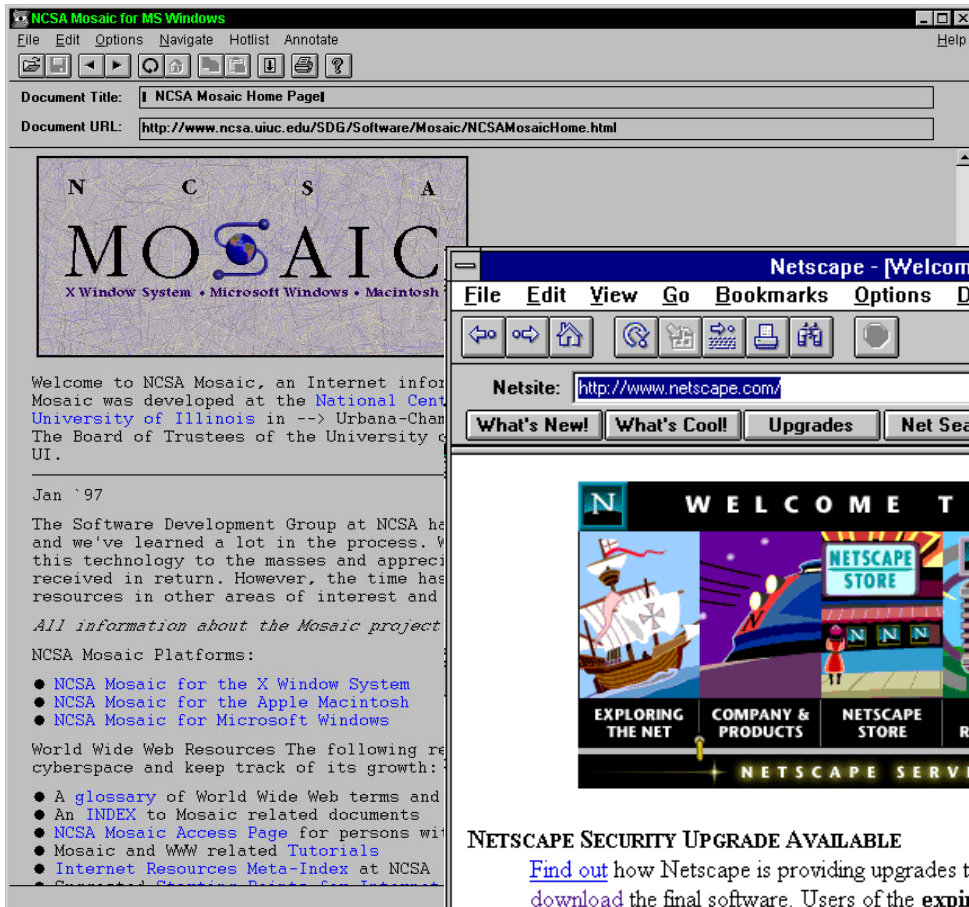 NCSA Mosaic for MS Windows
File Edit Options Navigate Hotlist Annotate Help
Document Title: NCSA Mosaic Home Page
Document URL: http://www.ncsa.uiuc.edu/SDG/Software/Mosaic/NCSAMosaicHome.html
N C S A
MOSAIC
X Window System • Microsoft Windows • Macintosh
Welcome to NCSA Mosaic, an Internet infor
Mosaic was developed at the National Cent
University of Illinois in --> Urbana-Cham
The Board of Trustees of the University o
UI.
Jan `97
The Software Development Group at NCSA ha
and we've learned a lot in the process. W
this technology to the masses and appreci
received in return. However, the time has
resources in other areas of interest and
All information about the Mosaic project
NCSA Mosaic Platforms:
● NCSA Mosaic for the X Window System
● NCSA Mosaic for the Apple Macintosh
● NCSA Mosaic for Microsoft Windows
World Wide Web Resources The following re
cyberspace and keep track of its growth:
● A glossary of World Wide Web terms and
● An INDEX to Mosaic related documents
● NCSA Mosaic Access Page for persons wit
● Mosaic and WWW related Tutorials
● Internet Resources Meta-Index at NCSA
● Suggested Starting Points for Internet
Netscape - [Welcom
File Edit View Go Bookmarks Options D
Netsite: http://www.netscape.com/
What's New! What's Cool! Upgrades Net Sea
N WELCOME T
NETSCAPE
STORE
N N N
EXPLORING
THE NET
COMPANY &
PRODUCTS
NETSCAPE
STORE
R
NETSCAPE SERVI
NETSCAPE SECURITY UPGRADE AVAILABLE
Find out how Netscape is providing upgrades t
download the final software. Users of the expir